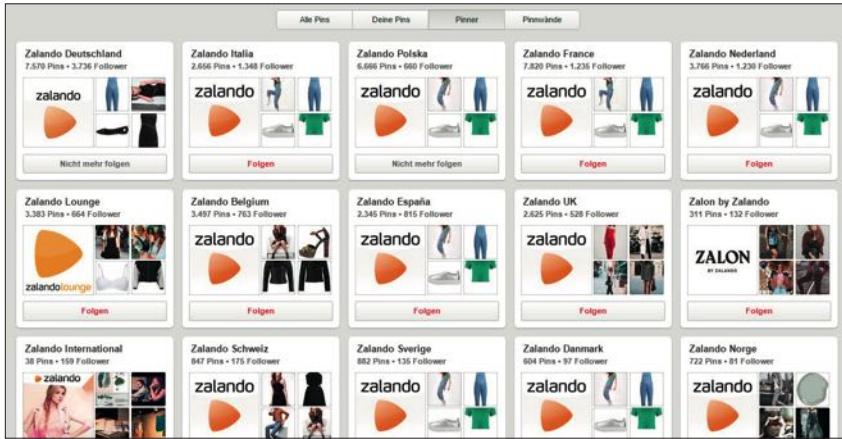 Alle Pins Deine Pins Pinner Pinnwände
Zalando Deutschland
7.570 Pins • 3.736 Follower
zalando
Nicht mehr folgen
Zalando Italia
2.656 Pins • 1.348 Follower
zalando
Folgen
Zalando Polska
6.666 Pins • 660 Follower
zalando
Nicht mehr folgen
Zalando France
7.820 Pins • 1.235 Follower
zalando
Folgen
Zalando Nederland
3.766 Pins • 1.230 Follower
zalando
Folgen
Zalando Lounge
3.383 Pins • 664 Follower
zalandolounge
Folgen
Zalando Belgium
3.497 Pins • 763 Follower
zalando
Folgen
Zalando España
2.345 Pins • 815 Follower
zalando
Folgen
Zalando UK
2.625 Pins • 528 Follower
zalando
Folgen
Zalon by Zalando
311 Pins • 132 Follower
ZALON
BY ZALANDO
Folgen
Zalando International
38 Pins • 159 Follower
zalando
Zalando Schweiz
847 Pins • 175 Follower
zalando
Zalando Sverige
882 Pins • 135 Follower
zalando
Zalando Danmark
604 Pins • 97 Follower
zalando
Zalando Norge
722 Pins • 81 Follower
zalando